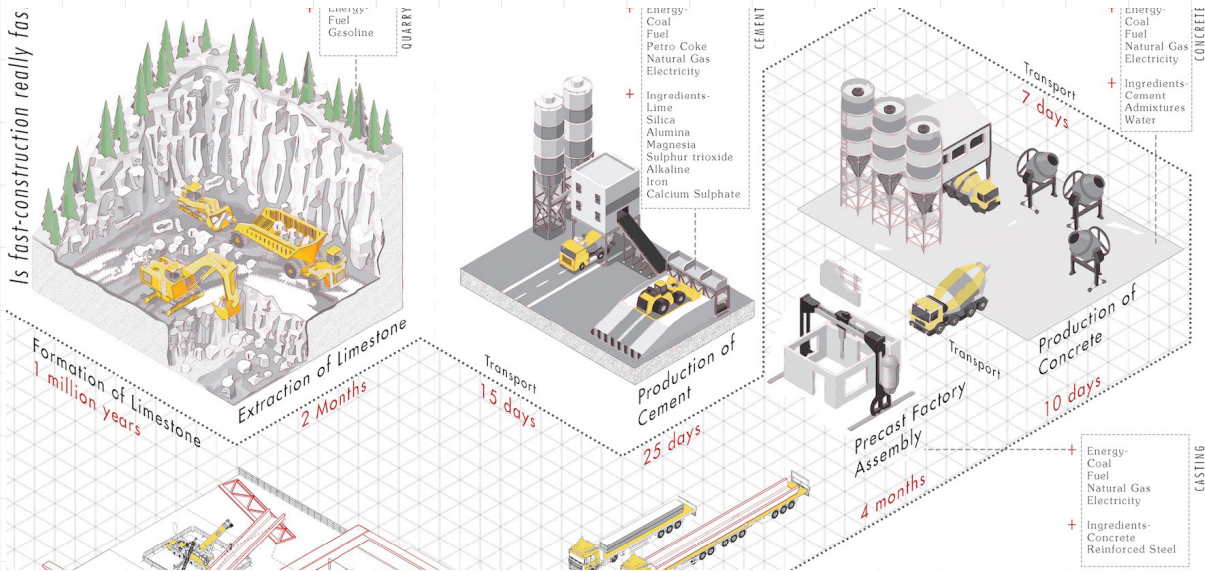 Is fast-construction really fas
Energy-
Fuel
Gasoline
QUARRY
Energy-
Coal
Fuel
Petro Coke
Natural Gas
Electricity
Ingredients-
Lime
Silica
Alumina
Magnesia
Sulphur trioxide
Alkaline
Iron
Calcium Sulphate
CEMENT
Energy-
Coal
Fuel
Natural Gas
Electricity
Ingredients-
Cement
Admixtures
Water
CONCRETE
Transport
7 days
Formation of Limestone
1 million years
Extraction of Limestone
2 Months
Transport
15 days
Production of
Cement
25 days
Transport
Production of
Concrete
10 days
Precast Factory
Assembly
4 months
Energy-
Coal
Fuel
Natural Gas
Electricity
Ingredients-
Concrete
Reinforced Steel
CASTING